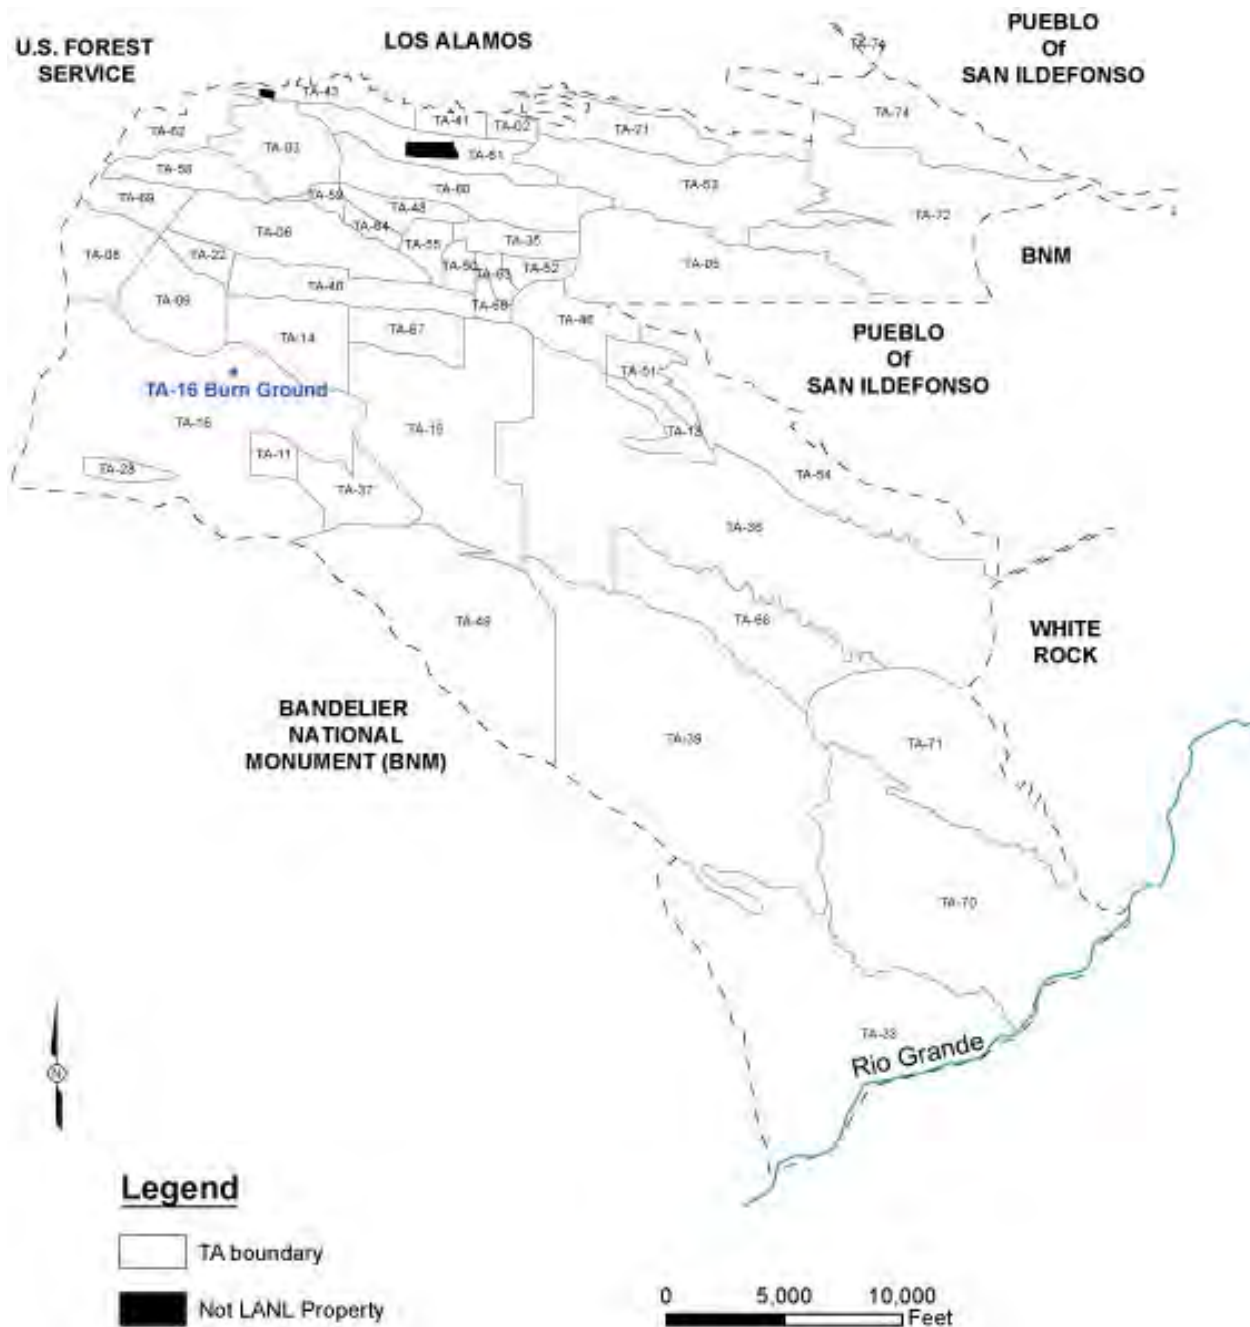 PUEBLO
Of
SAN ILDEFONSO
U.S. FOREST
SERVICE
LOS ALAMOS
TA-74
TA-43
TA-74
TA-62
TA-41
TA-02
TA-21
TA-03
TA-61
TA-58
TA-53
TA-60
TA-59
TA-69
TA-48
TA-72
TA-64
TA-06
TA-35
TA-55
BNM
TA-08
TA-22
TA-50
TA-63
TA-52
TA-05
TA-40
TA-09
TA-66
TA-46
TA-67
TA-14
PUEBLO
Of
SAN ILDEFONSO
TA-51
TA-16 Burn Ground
TA-16
TA-15
TA-18
TA-11
TA-28
TA-54
TA-37
TA-36
TA-49
TA-68
WHITE
ROCK
BANDELIER
NATIONAL
MONUMENT (BNM)
TA-39
TA-71
TA-70
TA-33
Rio Grande
N
Legend
TA boundary
Not LANL Property
0 5,000 10,000
Feet